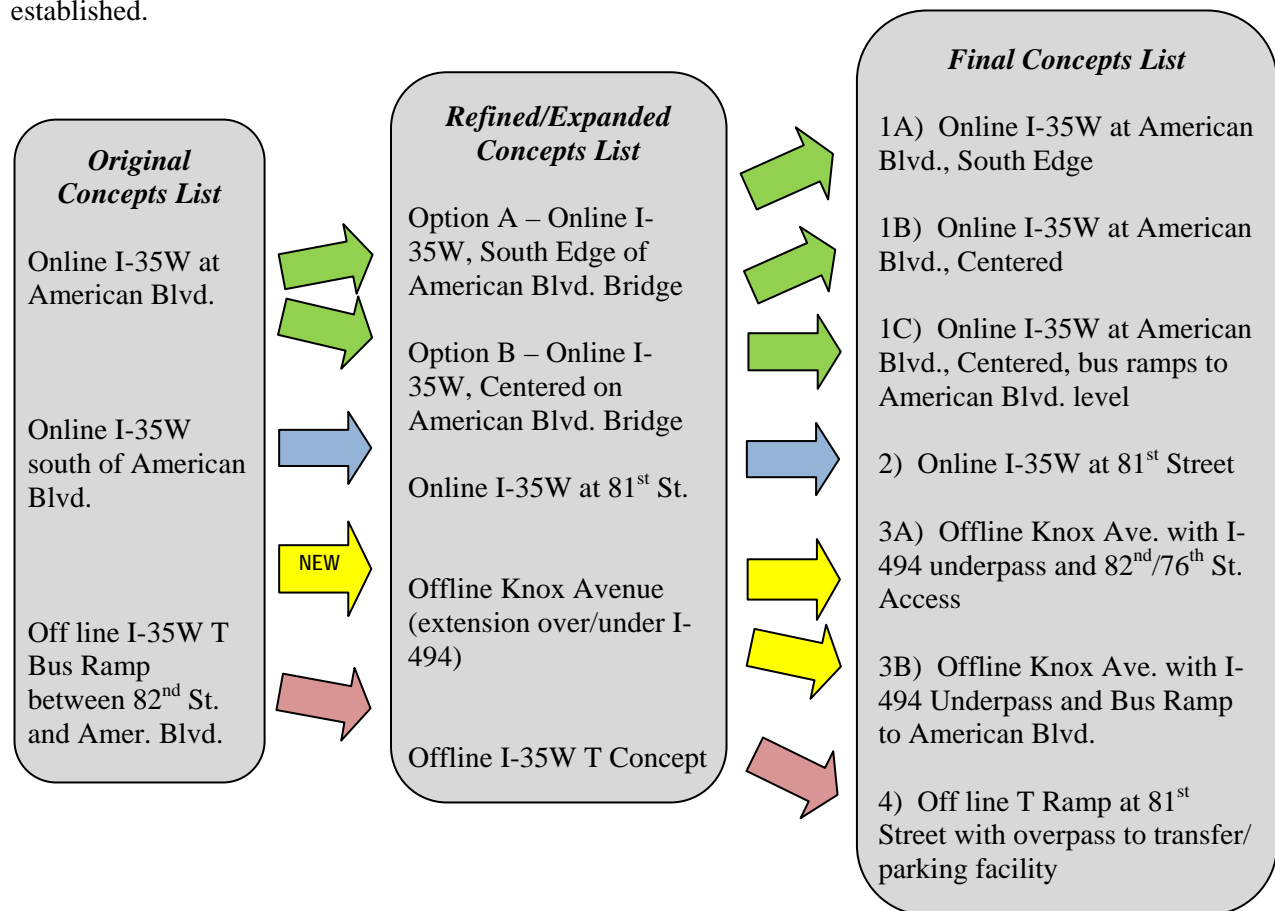 established.
Original
Concepts List
Online I-35W at
American Blvd.
Online I-35W
south of American
Blvd.
Off line I-35W T
Bus Ramp
between 82nd St.
and Amer. Blvd.
NEW
Refined/Expanded
Concepts List
Option A – Online I-
35W, South Edge of
American Blvd. Bridge
Option B – Online I-
35W, Centered on
American Blvd. Bridge
Online I-35W at 81st St.
Offline Knox Avenue
(extension over/under I-
494)
Offline I-35W T Concept
Final Concepts List
1A) Online I-35W at American
Blvd., South Edge
1B) Online I-35W at American
Blvd., Centered
1C) Online I-35W at American
Blvd., Centered, bus ramps to
American Blvd. level
2) Online I-35W at 81st Street
3A) Offline Knox Ave. with I-
494 underpass and 82nd/76th St.
Access
3B) Offline Knox Ave. with I-
494 Underpass and Bus Ramp
to American Blvd.
4) Off line T Ramp at 81st
Street with overpass to transfer/
parking facility